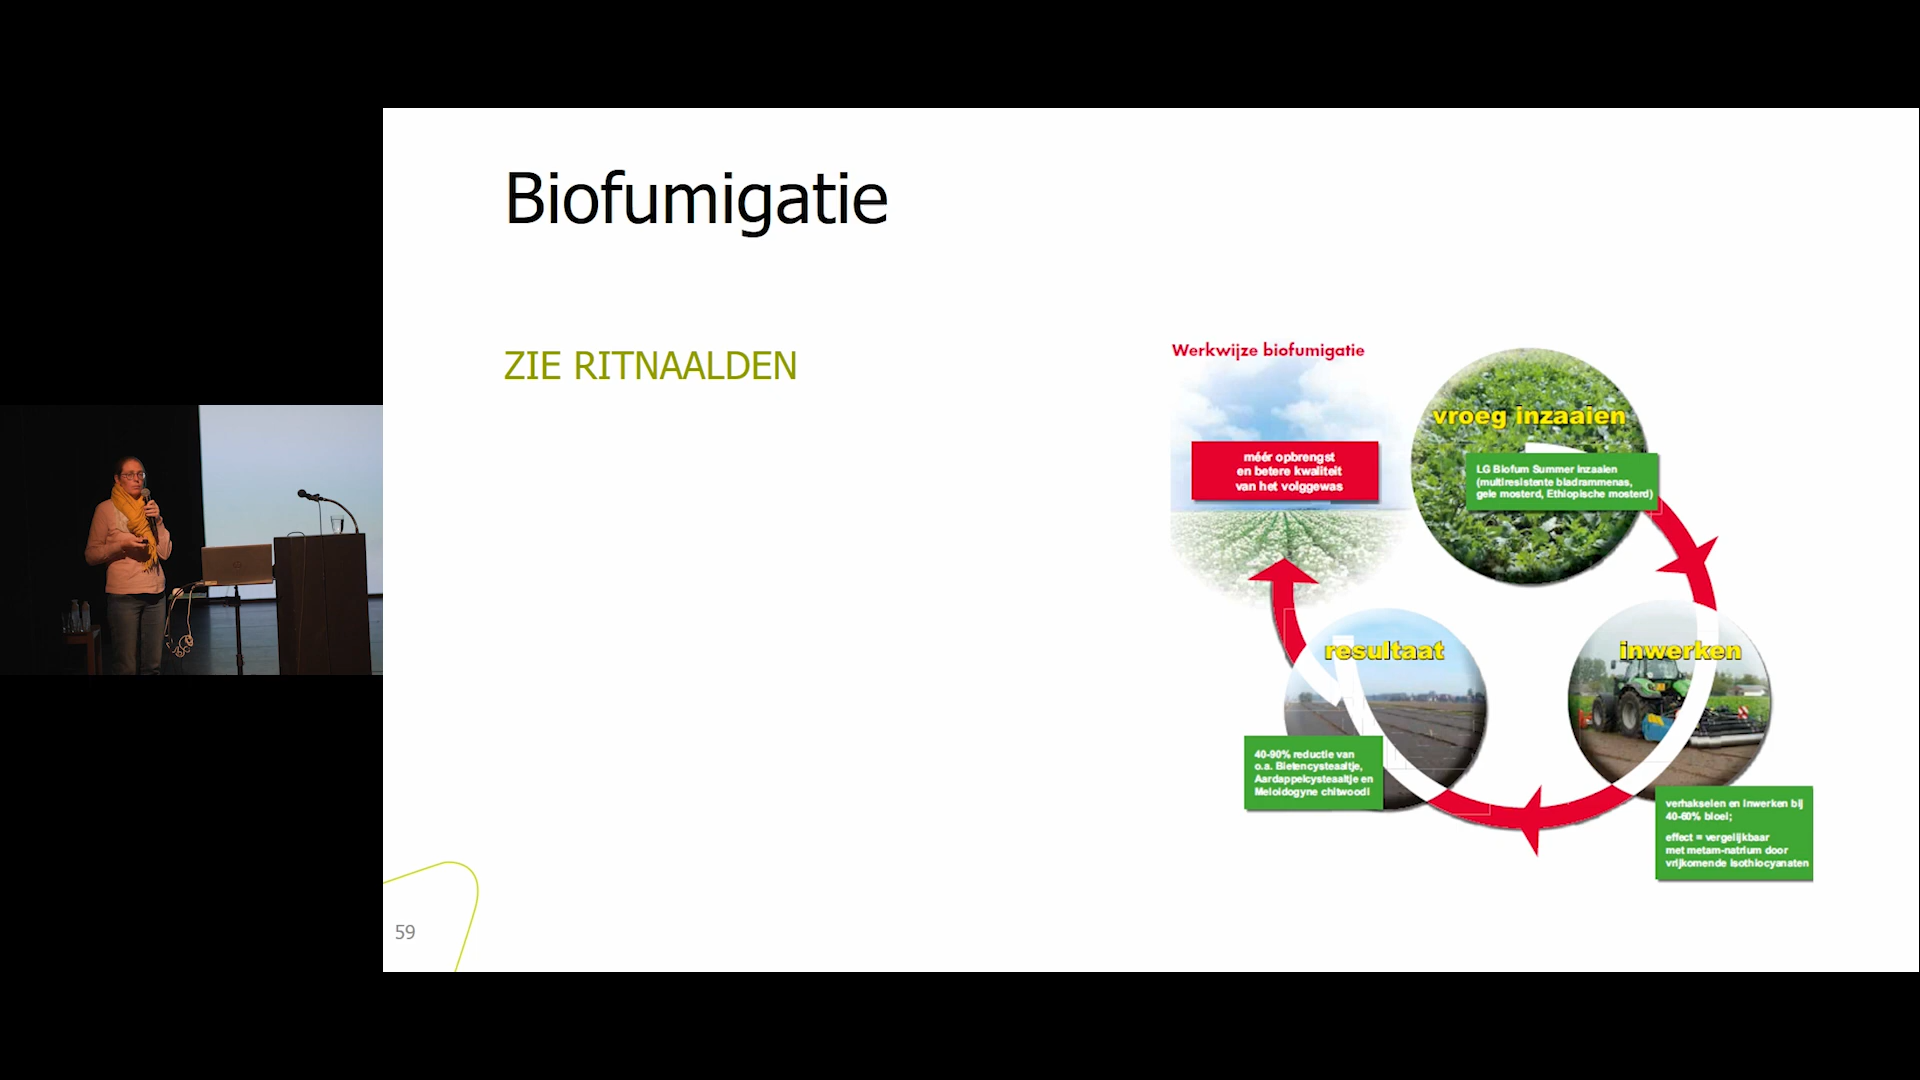 Biofumigatie
ZIE RITNAALDEN
Werkwijze biofumigatie
méér opbrengst
en betere kwaliteit
van het volggewas
vroeg inzaaien
LG Biofum Summer inzaaien
(multiresistente bladrammenas,
gele mosterd, Ethiopische mosterd)
inwerken
verhakselen en inwerken bij
40-60% bloei;
effect = vergelijkbaar
met metam-natrium door
vrijkomende isothiocyanaten
resultaat
40-90% reductie van
o.a. Bietencysteaaltje,
Aardappelcysteaaltje en
Meloidogyne chitwoodi
59